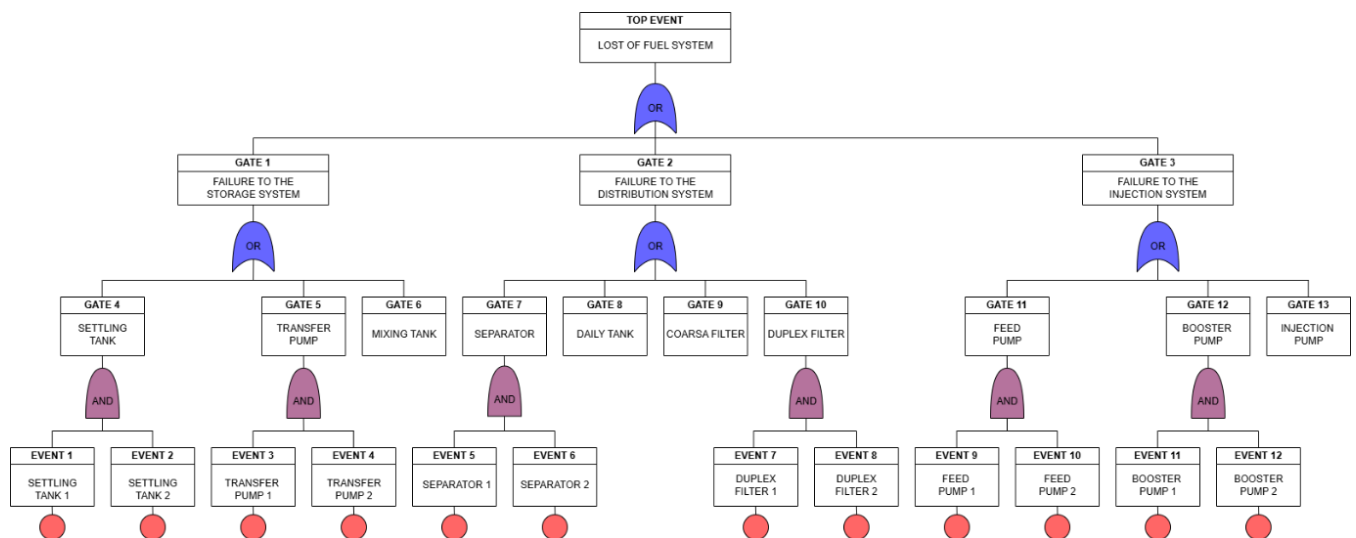 TOP EVENT
LOST OF FUEL SYSTEM
OR
GATE 1
FAILURE TO THE
STORAGE SYSTEM
GATE 2
FAILURE TO THE
DISTRIBUTION SYSTEM
GATE 3
FAILURE TO THE
INJECTION SYSTEM
OR
OR
OR
GATE 4
SETTLING
TANK
GATE 5
TRANSFER
PUMP
GATE 6
MIXING TANK
GATE 7
SEPARATOR
GATE 8
DAILY TANK
GATE 9
COARSA FILTER
GATE 10
DUPLEX FILTER
GATE 11
FEED
PUMP
GATE 12
BOOSTER
PUMP
GATE 13
INJECTION
PUMP
AND
AND
AND
AND
AND
AND
EVENT 1
SETTLING
TANK 1
EVENT 2
SETTLING
TANK 2
EVENT 3
TRANSFER
PUMP 1
EVENT 4
TRANSFER
PUMP 2
EVENT 5
SEPARATOR 1
EVENT 6
SEPARATOR 2
EVENT 7
DUPLEX
FILTER 1
EVENT 8
DUPLEX
FILTER 2
EVENT 9
FEED
PUMP 1
EVENT 10
FEED
PUMP 2
EVENT 11
BOOSTER
PUMP 1
EVENT 12
BOOSTER
PUMP 2